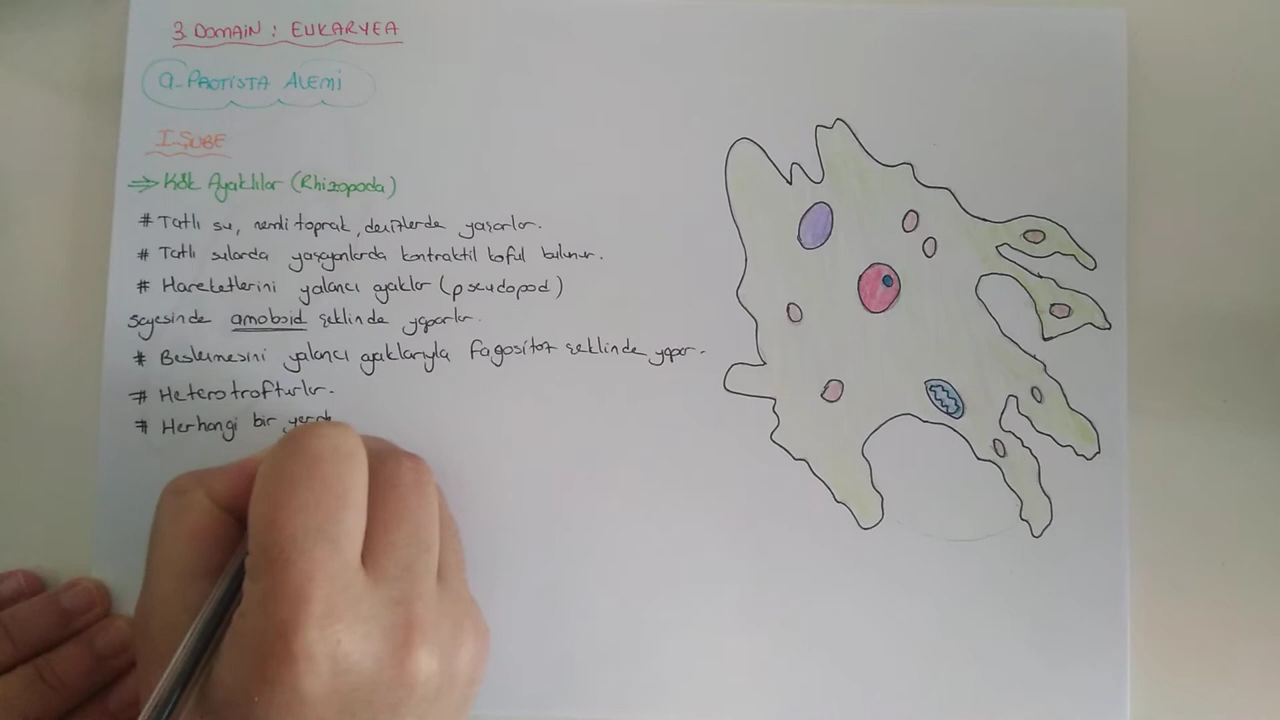 3. DOMAIN : EUKARYEA
a- PROTISTA ALEMİ
I. ŞUBE
⇒ Kök Ayaklılar (Rhizopoda)
# Tatlı su, nemli toprak, denizlerde yaşarlar.
# Tatlı sularda yaşayanlarda kontraktil koful bulunur.
# Hareketlerini yalancı ayaklar (pseudopod)
sayesinde amoboid şeklinde yaparlar.
# Beslenmesini yalancı ayaklarıyla fagositoz şeklinde yapar.
# Heterotrofturlar.
# Herhangi bir